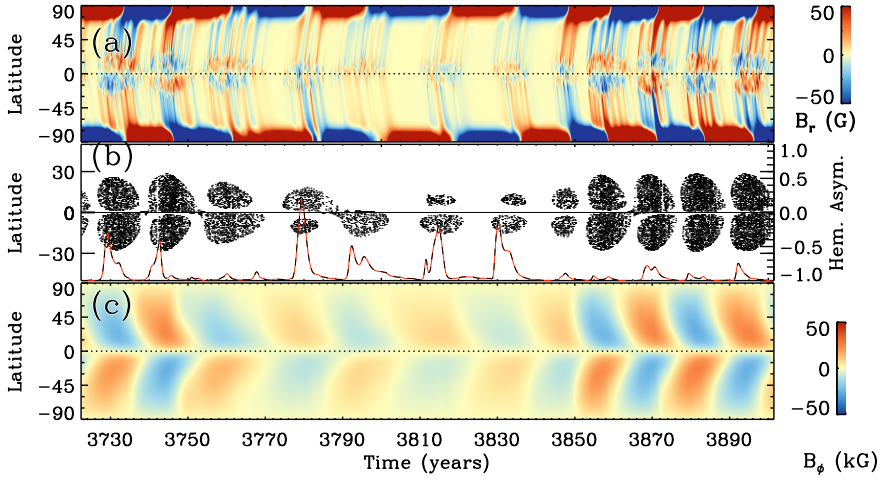 90
45
0
−45
−90
Latitude
(a)
50
0
−50
B_r (G)
30
0
−30
Latitude
(b)
1.0
0.5
0.0
−0.5
−1.0
Hem. Asym.
90
45
0
−45
−90
Latitude
(c)
50
0
−50
B_ϕ (kG)
3730 3750 3770 3790 3810 3830 3850 3870 3890
Time (years)